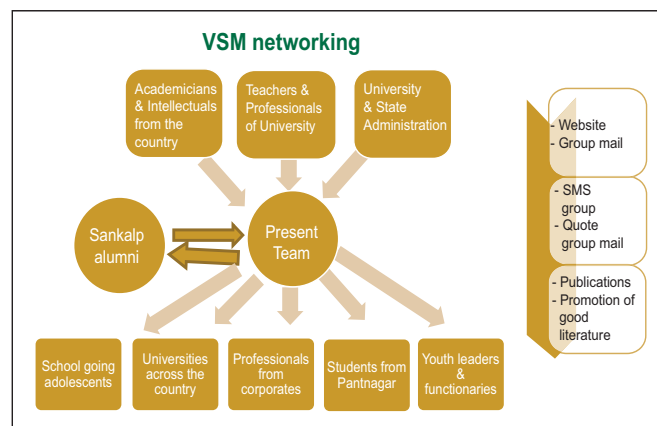 VSM networking
Academicians
& Intellectuals
from the
country
Teachers &
Professionals
of University
University
& State
Administration
Sankalp
alumni
Present
Team
School going
adolescents
Universities
across the
country
Professionals
from
corporates
Students from
Pantnagar
Youth leaders
&
functionaries
- Website
- Group mail
- SMS
group
- Quote
group mail
- Publications
- Promotion of
good
literature